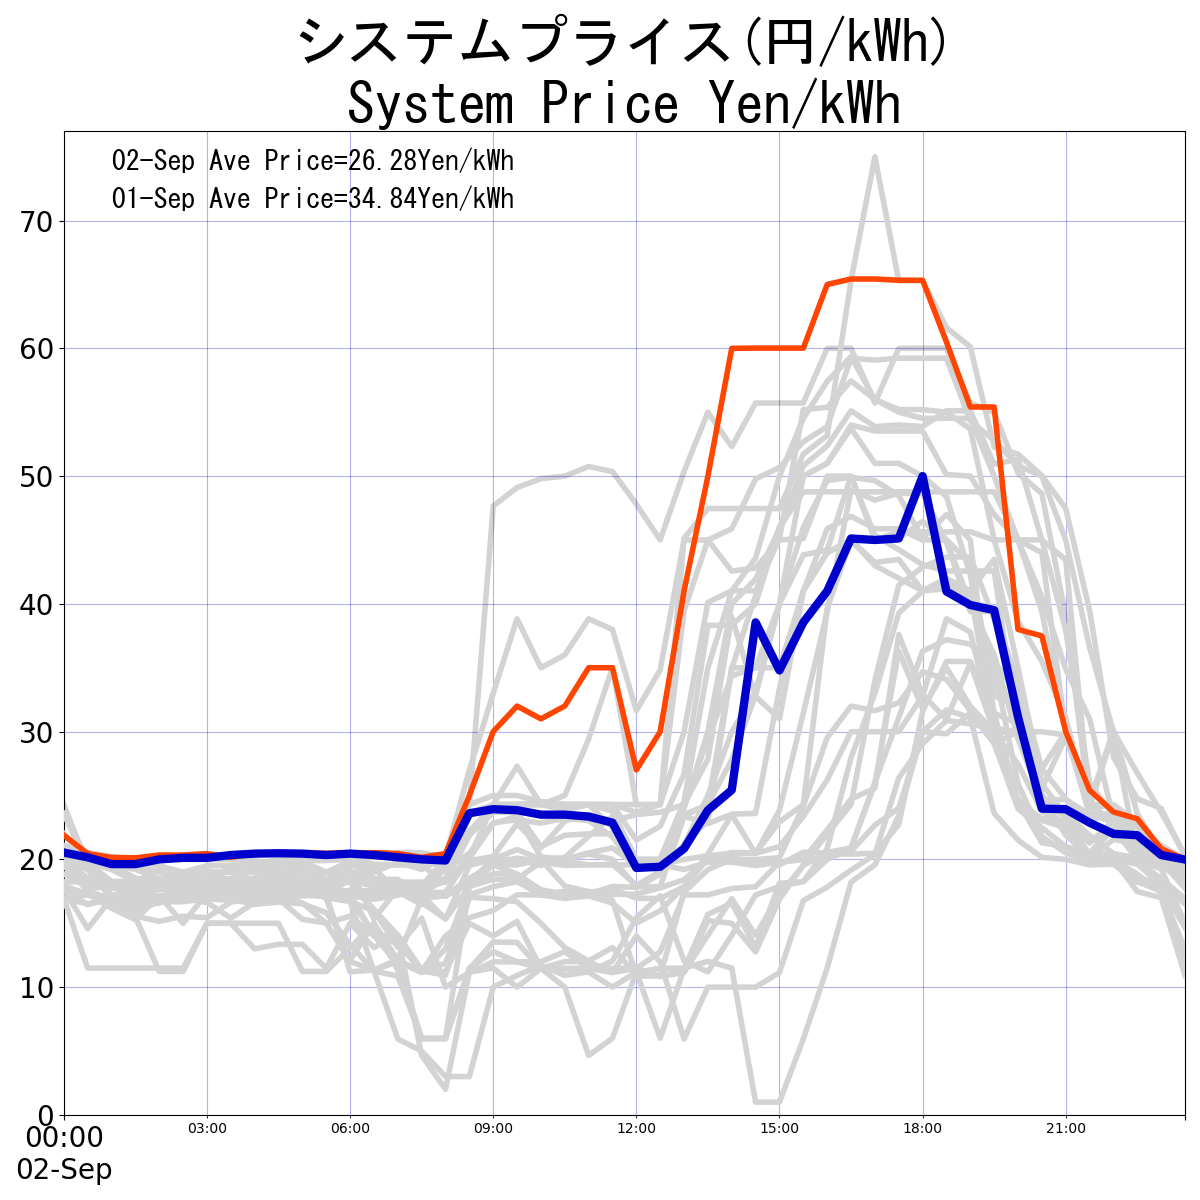 システムプライス(円/kWh)
System Price Yen/kWh
02-Sep Ave Price=26.28Yen/kWh
01-Sep Ave Price=34.84Yen/kWh
70
60
50
40
30
20
10
0
00:00 03:00 06:00 09:00 12:00 15:00 18:00 21:00
02-Sep